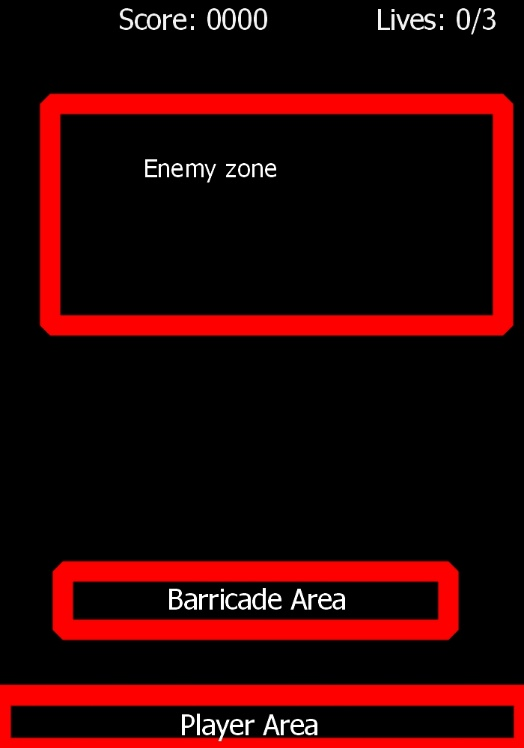 Score: 0000 Lives: 0/3
Enemy zone
Barricade Area
Player Area